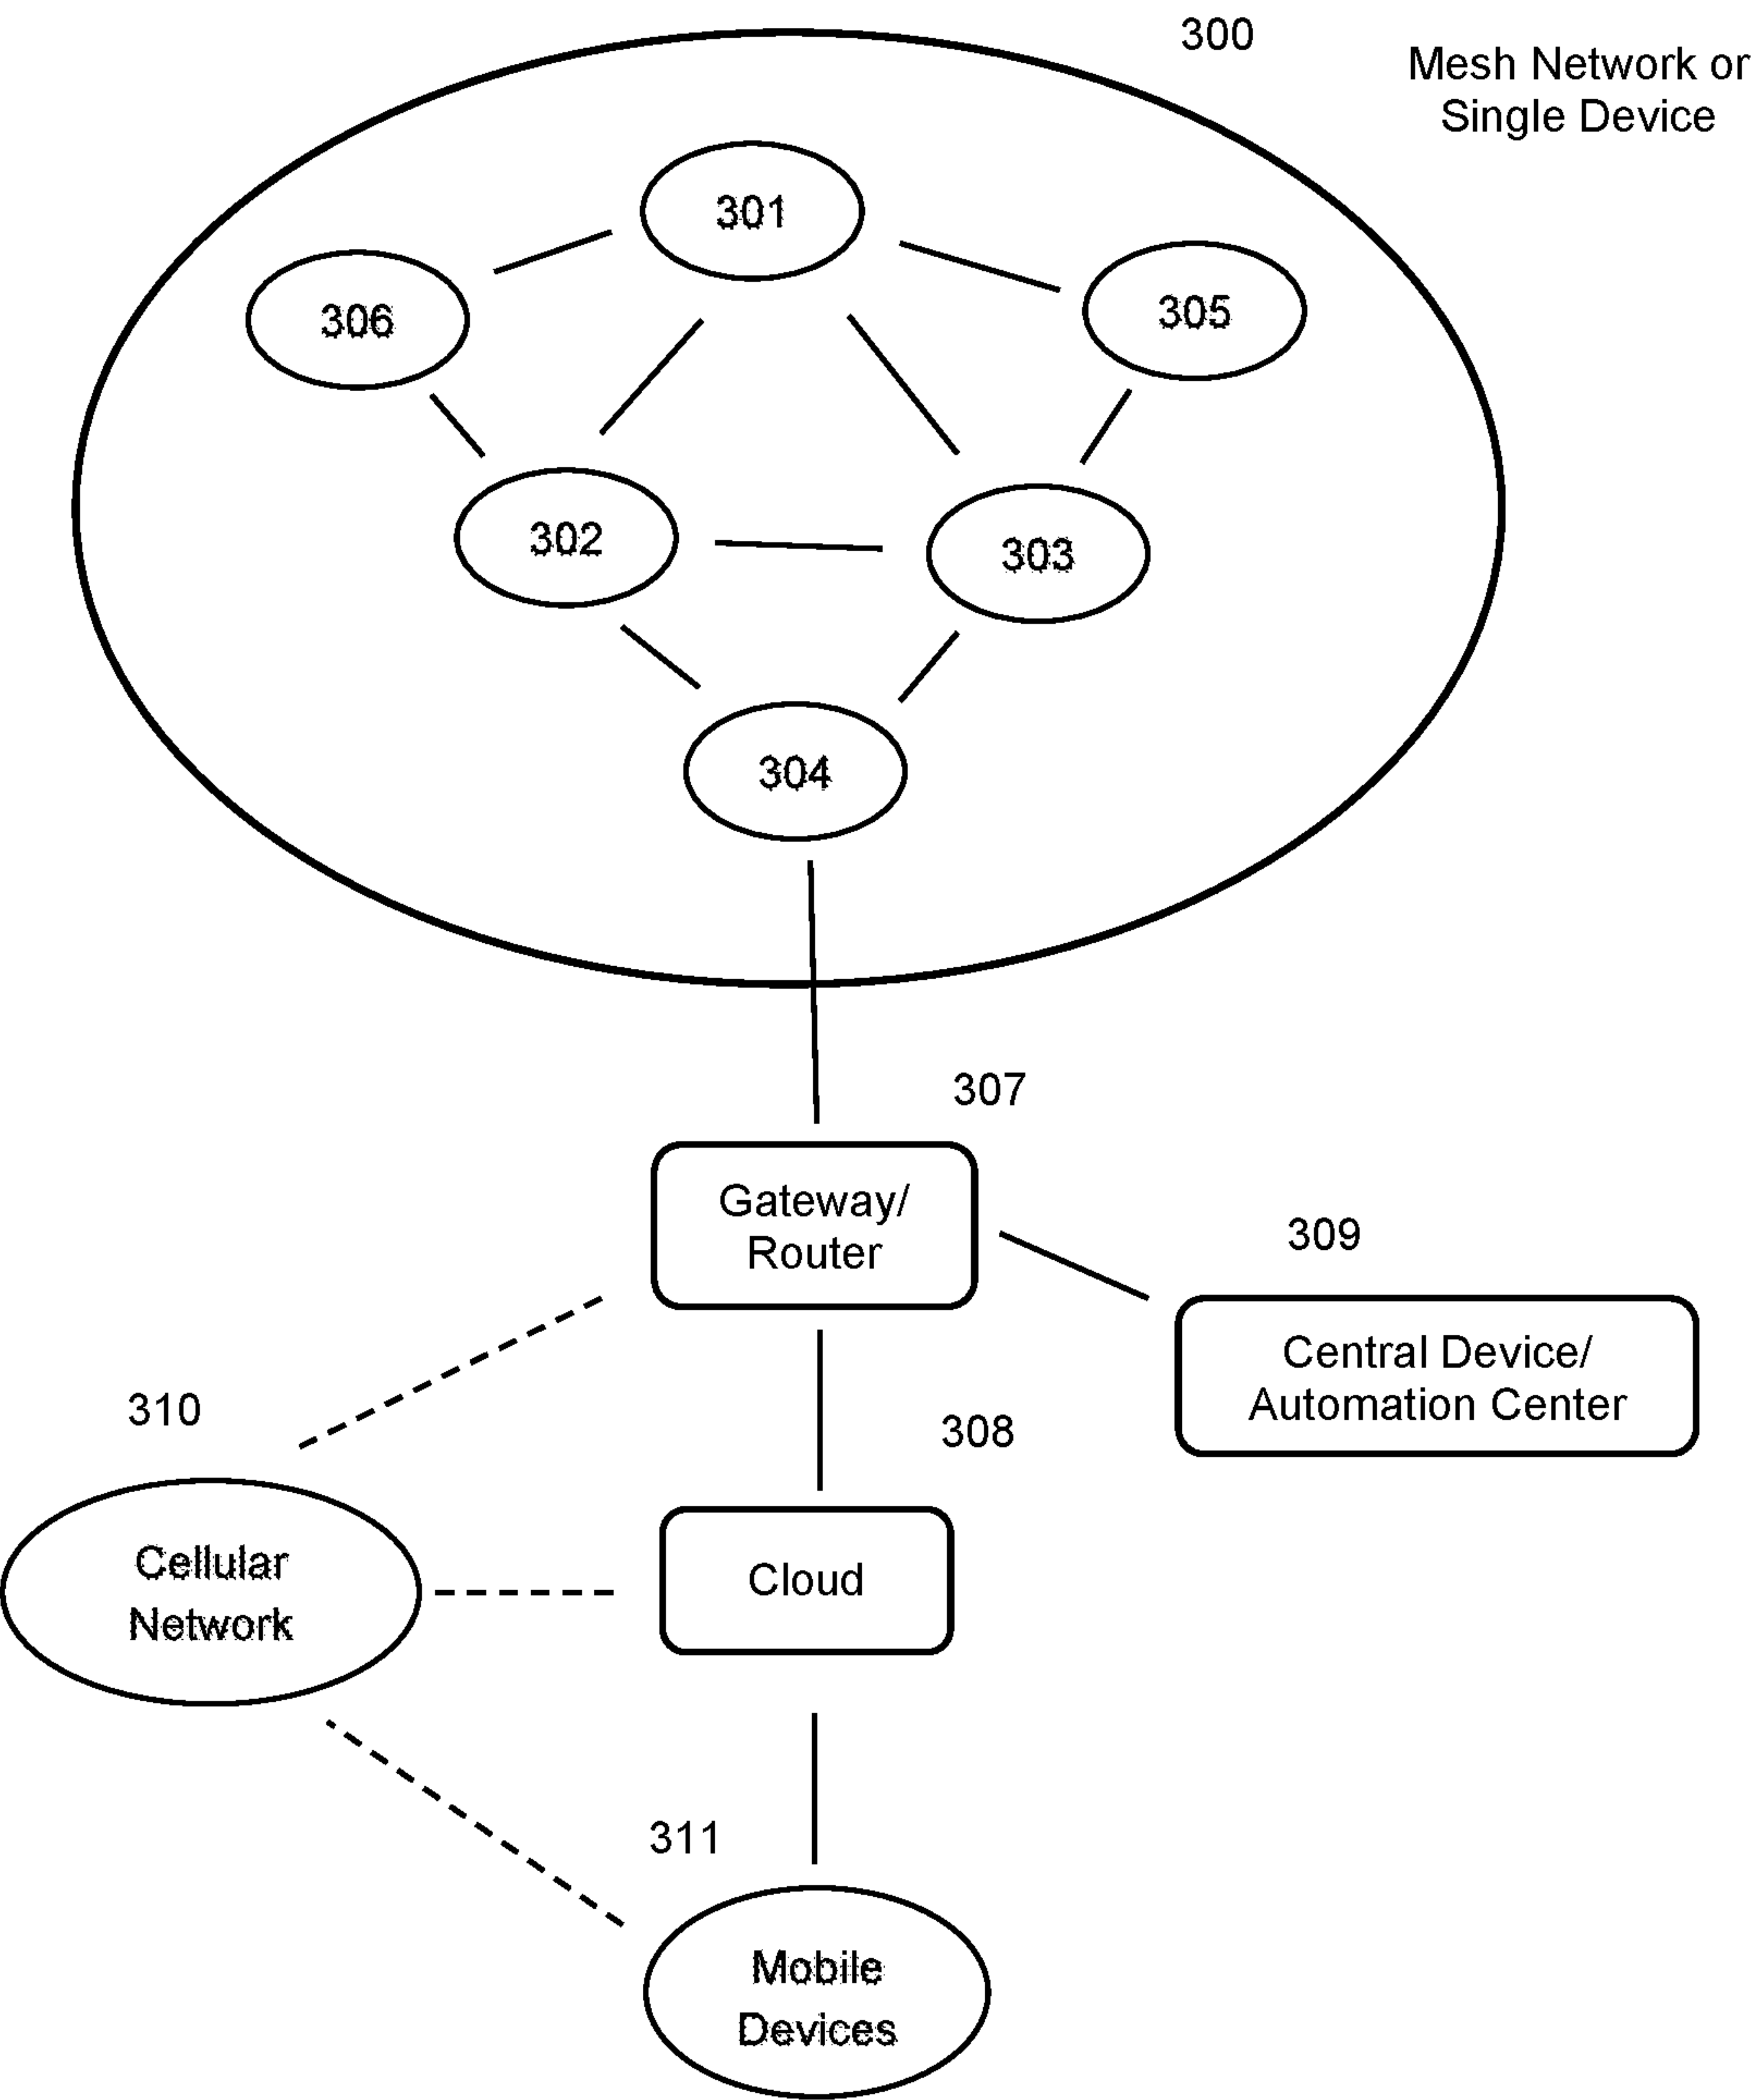 300
Mesh Network or
Single Device
301
306
305
302
303
304
307
Gateway/
Router
309
Central Device/
Automation Center
310
308
Cellular
Network
Cloud
311
Mobile
Devices